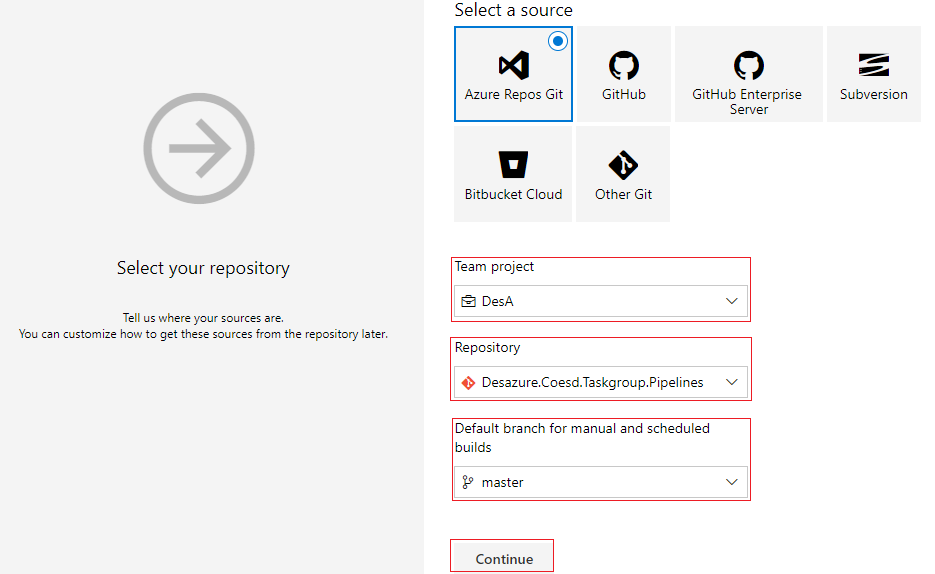 Select your repository
Tell us where your sources are.
You can customize how to get these sources from the repository later.
Select a source
Azure Repos Git
GitHub
GitHub Enterprise
Server
Subversion
Bitbucket Cloud
Other Git
Team project
DesA
Repository
Desazure.Coesd.Taskgroup.Pipelines
Default branch for manual and scheduled
builds
master
Continue